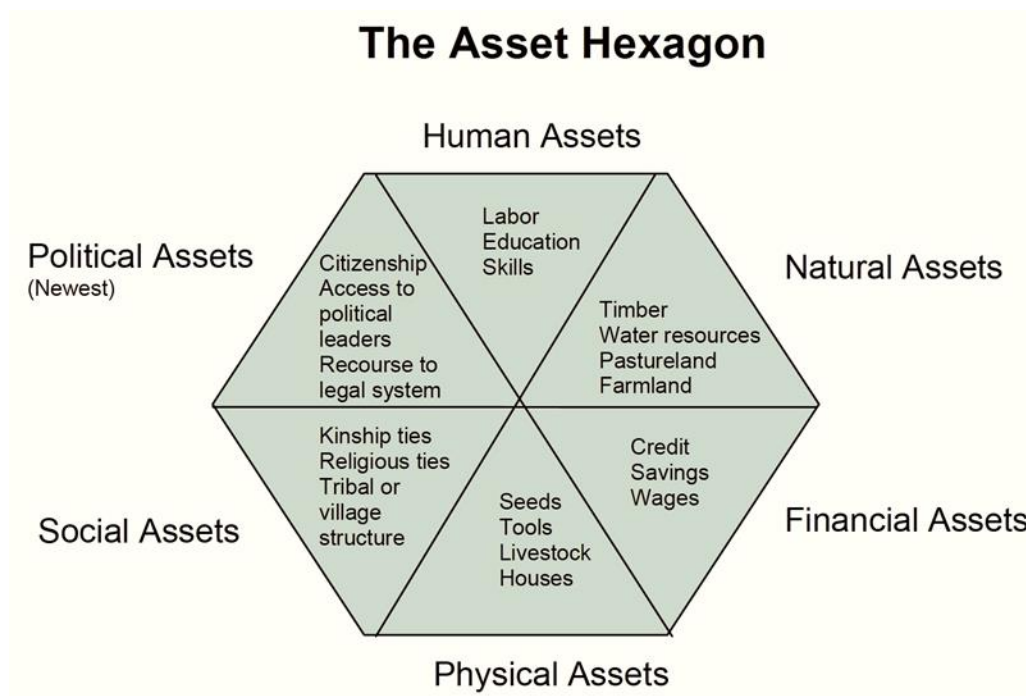 The Asset Hexagon
Human Assets
Labor
Education
Skills
Political Assets
(Newest)
Citizenship
Access to
political
leaders
Recourse to
legal system
Natural Assets
Timber
Water resources
Pastureland
Farmland
Social Assets
Kinship ties
Religious ties
Tribal or
village
structure
Seeds
Tools
Livestock
Houses
Physical Assets
Credit
Savings
Wages
Financial Assets